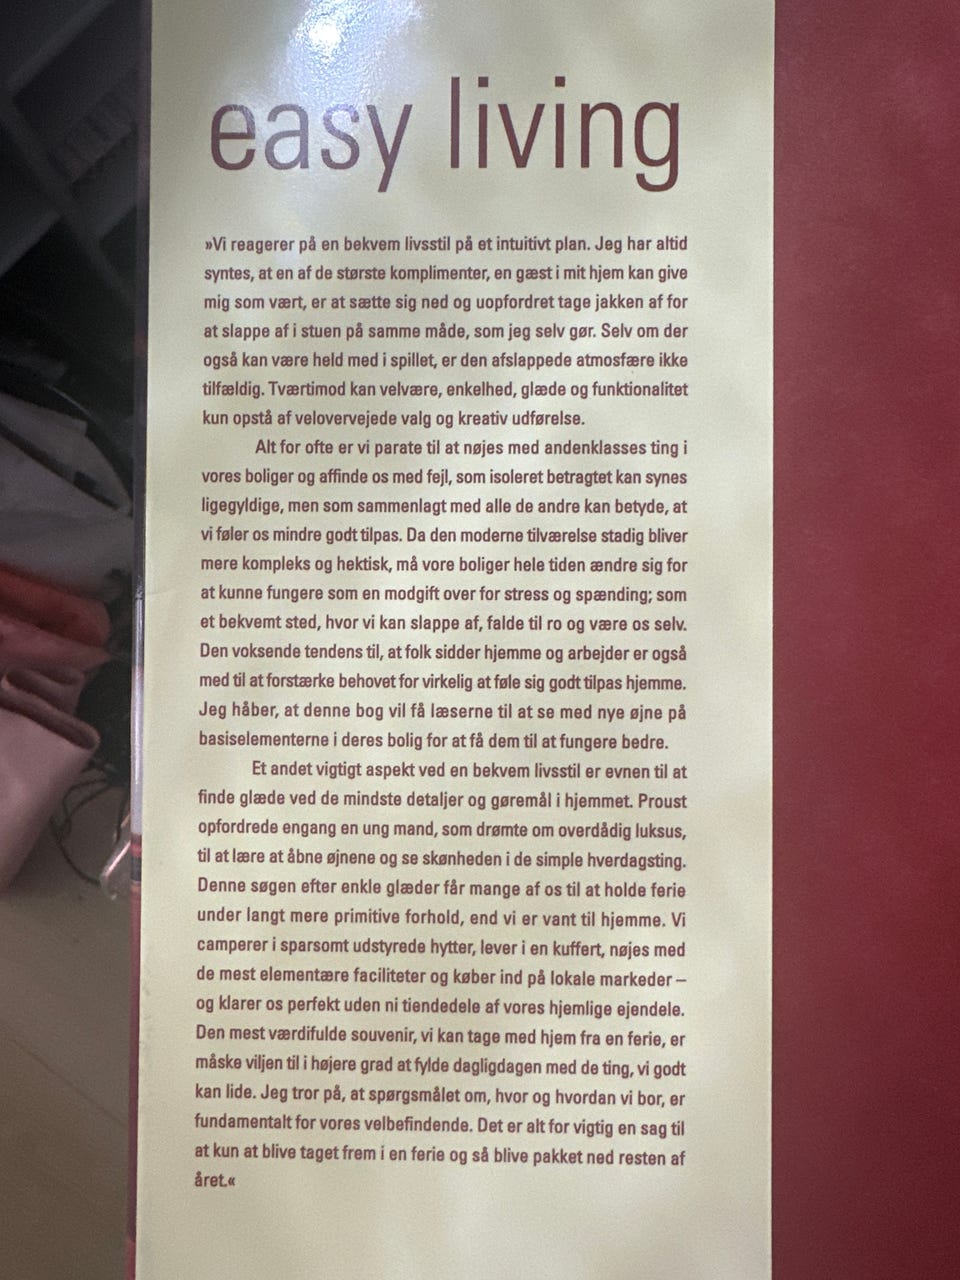 easy living
»Vi reagerer på en bekvem livsstil på et intuitivt plan. Jeg har altid
syntes, at en af de største komplimenter, en gæst i mit hjem kan give
mig som vært, er at sætte sig ned og uopfordret tage jakken af for
at slappe af i stuen på samme måde, som jeg selv gør. Selv om der
også kan være held med i spillet, er den afslappede atmosfære ikke
tilfældig. Tværtimod kan velvære, enkelhed, glæde og funktionalitet
kun opstå af velovervejede valg og kreativ udførelse.
Alt for ofte er vi parate til at nøjes med andenklasses ting i
vores boliger og affinde os med fejl, som isoleret betragtet kan synes
ligegyldige, men som sammenlagt med alle de andre kan betyde, at
vi føler os mindre godt tilpas. Da den moderne tilværelse stadig bliver
mere kompleks og hektisk, må vore boliger hele tiden ændre sig for
at kunne fungere som en modgift over for stress og spænding; som
et bekvemt sted, hvor vi kan slappe af, falde til ro og være os selv.
Den voksende tendens til, at folk sidder hjemme og arbejder er også
med til at forstærke behovet for virkelig at føle sig godt tilpas hjemme.
Jeg håber, at denne bog vil få læserne til at se med nye øjne på
basiselementerne i deres bolig for at få dem til at fungere bedre.
Et andet vigtigt aspekt ved en bekvem livsstil er evnen til at
finde glæde ved de mindste detaljer og gøremål i hjemmet. Proust
opfordrede engang en ung mand, som drømte om overdådig luksus,
til at lære at åbne øjnene og se skønheden i de simple hverdagsting.
Denne søgen efter enkle glæder får mange af os til at holde ferie
under langt mere primitive forhold, end vi er vant til hjemme. Vi
camperer i sparsomt udstyrede hytter, lever i en kuffert, nøjes med
de mest elementære faciliteter og køber ind på lokale markeder –
og klarer os perfekt uden ni tiendedele af vores hjemlige ejendele.
Den mest værdifulde souvenir, vi kan tage med hjem fra en ferie, er
måske viljen til i højere grad at fylde dagligdagen med de ting, vi godt
kan lide. Jeg tror på, at spørgsmålet om, hvor og hvordan vi bor, er
fundamentalt for vores velbefindende. Det er alt for vigtig en sag til
at kun at blive taget frem i en ferie og så blive pakket ned resten af
året.«